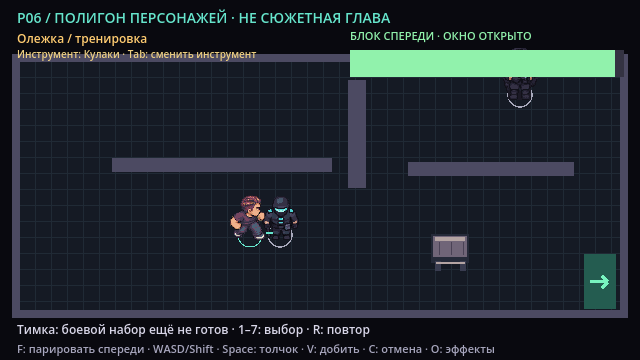 P06 / ПОЛИГОН ПЕРСОНАЖЕЙ · НЕ СЮЖЕТНАЯ ГЛАВА
Олежка / тренировка
БЛОК СПЕРЕДИ · ОКНО ОТКРЫТО
Инструмент: Кулаки · Tab: сменить инструмент
Тимка: боевой набор ещё не готов · 1–7: выбор · R: повтор
F: парировать спереди · WASD/Shift · Space: толчок · V: добить · C: отмена · O: эффекты